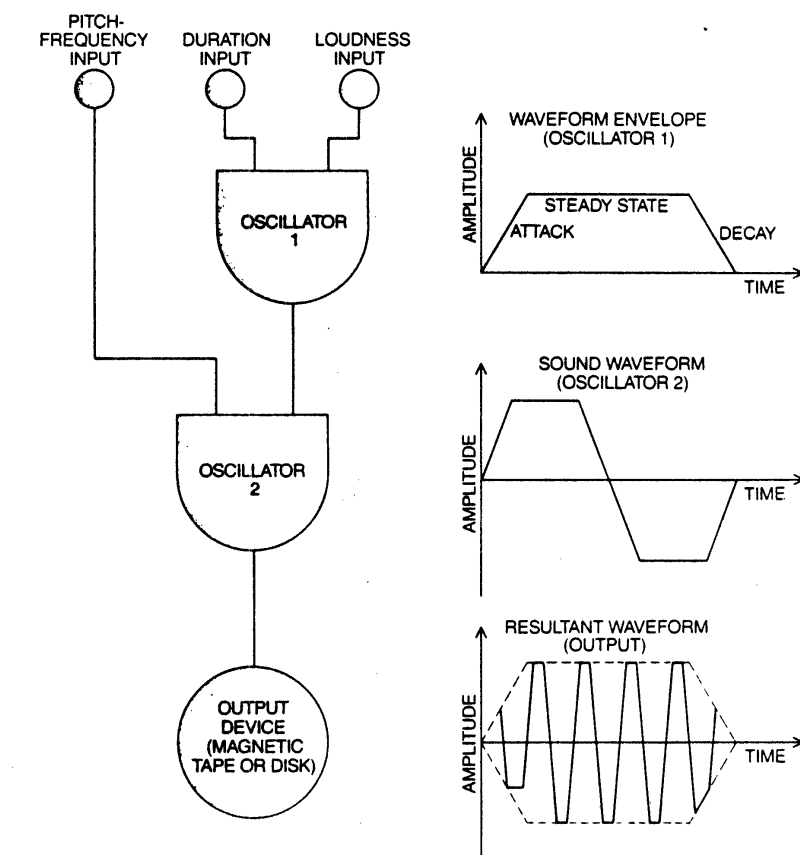 PITCH-
FREQUENCY
INPUT
DURATION
INPUT
LOUDNESS
INPUT
OSCILLATOR
1
OSCILLATOR
2
OUTPUT
DEVICE
(MAGNETIC
TAPE OR DISK)
WAVEFORM ENVELOPE
(OSCILLATOR 1)
AMPLITUDE
STEADY STATE
ATTACK
DECAY
TIME
SOUND WAVEFORM
(OSCILLATOR 2)
AMPLITUDE
TIME
RESULTANT WAVEFORM
(OUTPUT)
AMPLITUDE
TIME